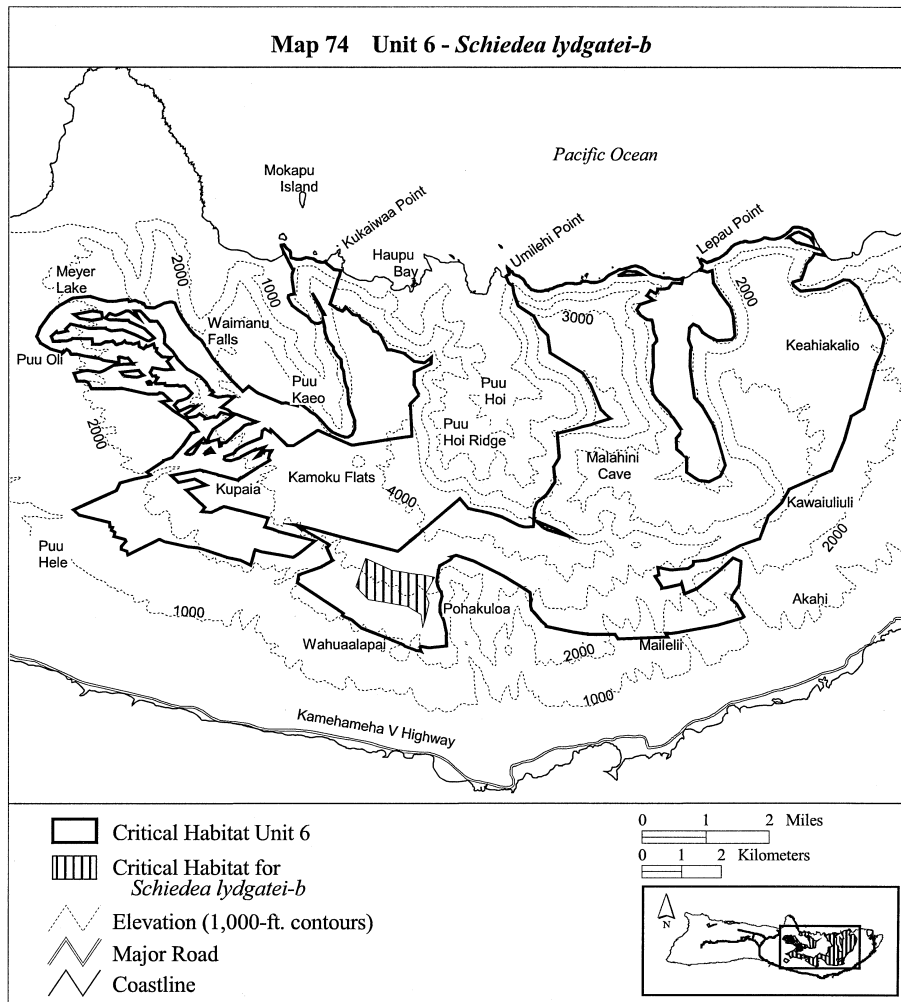 Map 74 Unit 6 - Schiedea lydgatei-b
Pacific Ocean
Mokapu
Island
Kukaiwaa Point
Haupu
Bay
Umilehi Point
Lepau Point
Meyer
Lake
2000
1000
Waimanu
Falls
3000
2000
Keahiakalio
Puu Oli
Puu
Kaeo
Puu
Hoi
Puu
Hoi Ridge
2000
Malahini
Cave
Kupaia
Kamoku Flats
4000
Kawaiuliuli
2000
Puu
Hele
1000
Pohakuloa
Akahi
Wahuaalapai
Mailelii
2000
1000
Kamehameha V Highway
Critical Habitat Unit 6
Critical Habitat for
Schiedea lydgatei-b
Elevation (1,000-ft. contours)
Major Road
Coastline
0 1 2 Miles
0 1 2 Kilometers
N